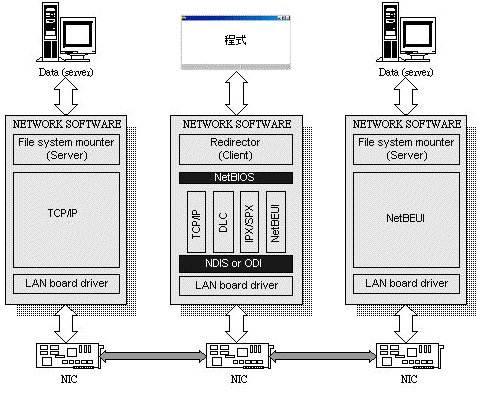 程式
Data (server)
Data (server)
NETWORK SOFTWARE
File system mounter
(Server)
TCP/IP
LAN board driver
NIC
NETWORK SOFTWARE
Redirector
(Client)
NetBIOS
TCP/IP
DLC
IPX/SPX
NetBEUI
NDIS or ODI
LAN board driver
NIC
NETWORK SOFTWARE
File system mounter
(Server)
NetBEUI
LAN board driver
NIC